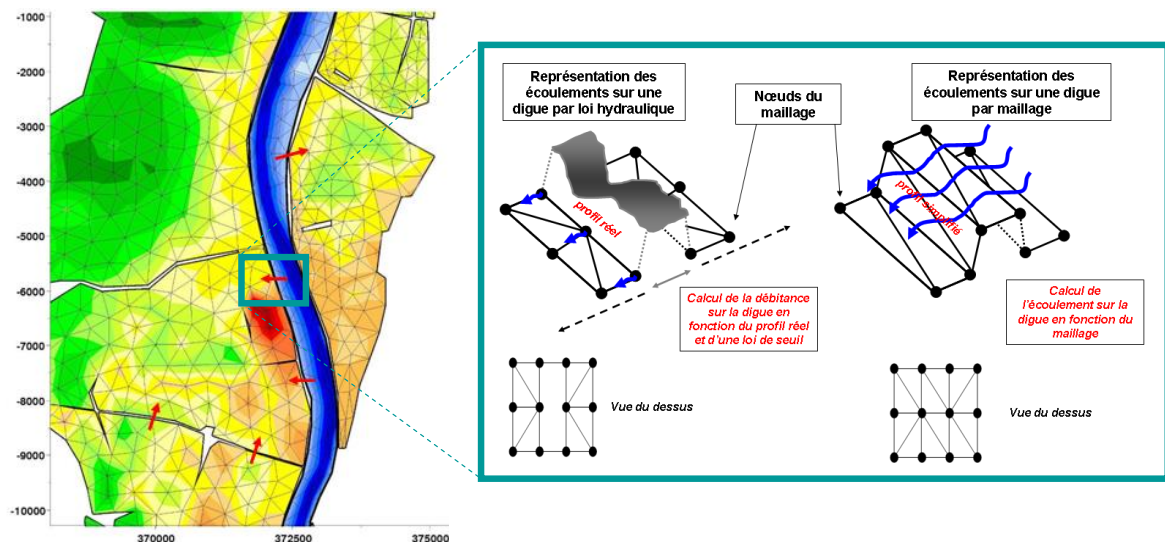 -1000
-2000
-3000
-4000
-5000
-6000
-7000
-8000
-9000
-10000
370000
372500
375000
Représentation des
écoulements sur une
digue par loi hydraulique
Nœuds du
maillage
Représentation des
écoulements sur une digue
par maillage
profil réel
profil simplifié
Calcul de la débitance
sur la digue en
fonction du profil réel
et d'une loi de seuil
Calcul de
l'écoulement sur la
digue en fonction du
maillage
Vue du dessus
Vue du dessus